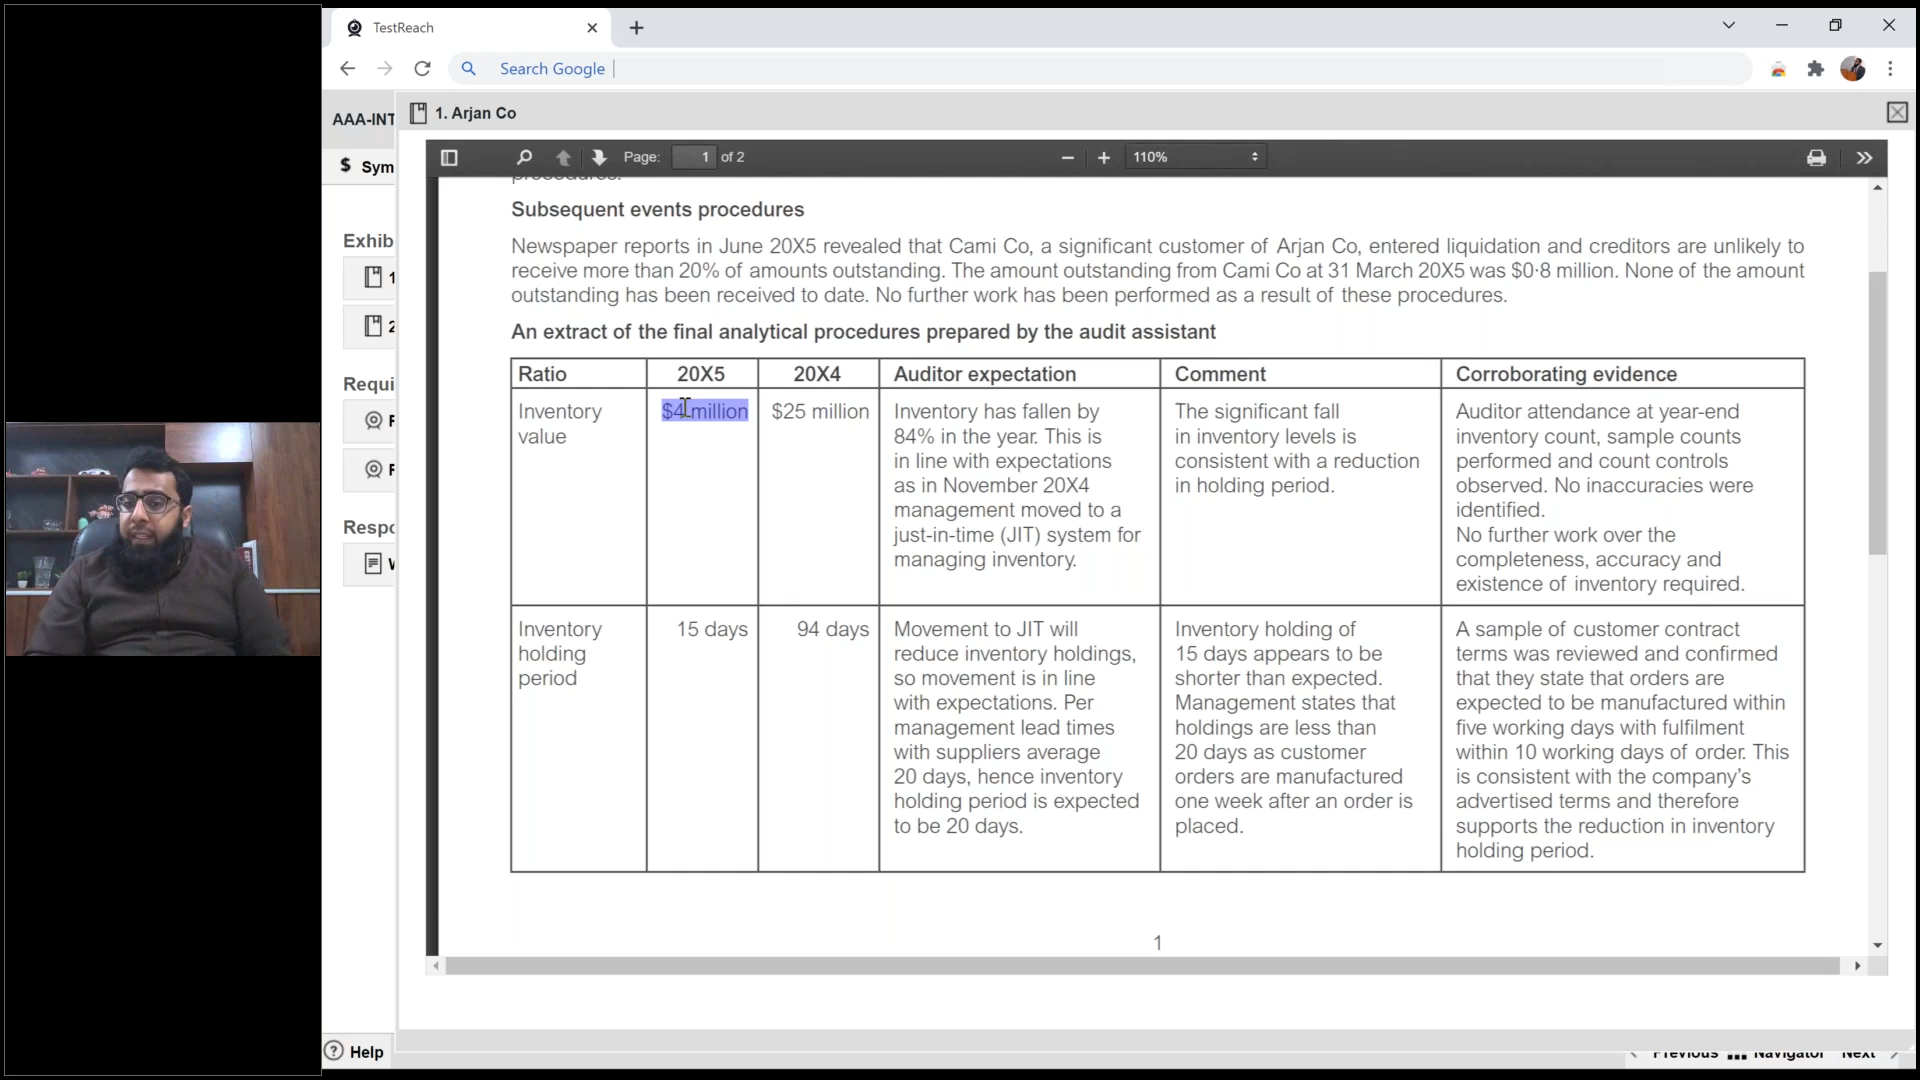 TestReach
Search Google
AAA-INT
1. Arjan Co
$ Sym
Page: 1 of 2
110%
procedures.
Exhib
1
2
Requi
F
F
Respo
W
Subsequent events procedures
Newspaper reports in June 20X5 revealed that Cami Co, a significant customer of Arjan Co, entered liquidation and creditors are unlikely to
receive more than 20% of amounts outstanding. The amount outstanding from Cami Co at 31 March 20X5 was $0·8 million. None of the amount
outstanding has been received to date. No further work has been performed as a result of these procedures.
An extract of the final analytical procedures prepared by the audit assistant
Ratio 20X5 20X4 Auditor expectation Comment Corroborating evidence
Inventory
value
$4 million
$25 million
Inventory has fallen by
84% in the year. This is
in line with expectations
as in November 20X4
management moved to a
just-in-time (JIT) system for
managing inventory.
The significant fall
in inventory levels is
consistent with a reduction
in holding period.
Auditor attendance at year-end
inventory count, sample counts
performed and count controls
observed. No inaccuracies were
identified.
No further work over the
completeness, accuracy and
existence of inventory required.
Inventory
holding
period
15 days
94 days
Movement to JIT will
reduce inventory holdings,
so movement is in line
with expectations. Per
management lead times
with suppliers average
20 days, hence inventory
holding period is expected
to be 20 days.
Inventory holding of
15 days appears to be
shorter than expected.
Management states that
holdings are less than
20 days as customer
orders are manufactured
one week after an order is
placed.
A sample of customer contract
terms was reviewed and confirmed
that they state that orders are
expected to be manufactured within
five working days with fulfilment
within 10 working days of order. This
is consistent with the company's
advertised terms and therefore
supports the reduction in inventory
holding period.
1
Help
Previous Navigator Next